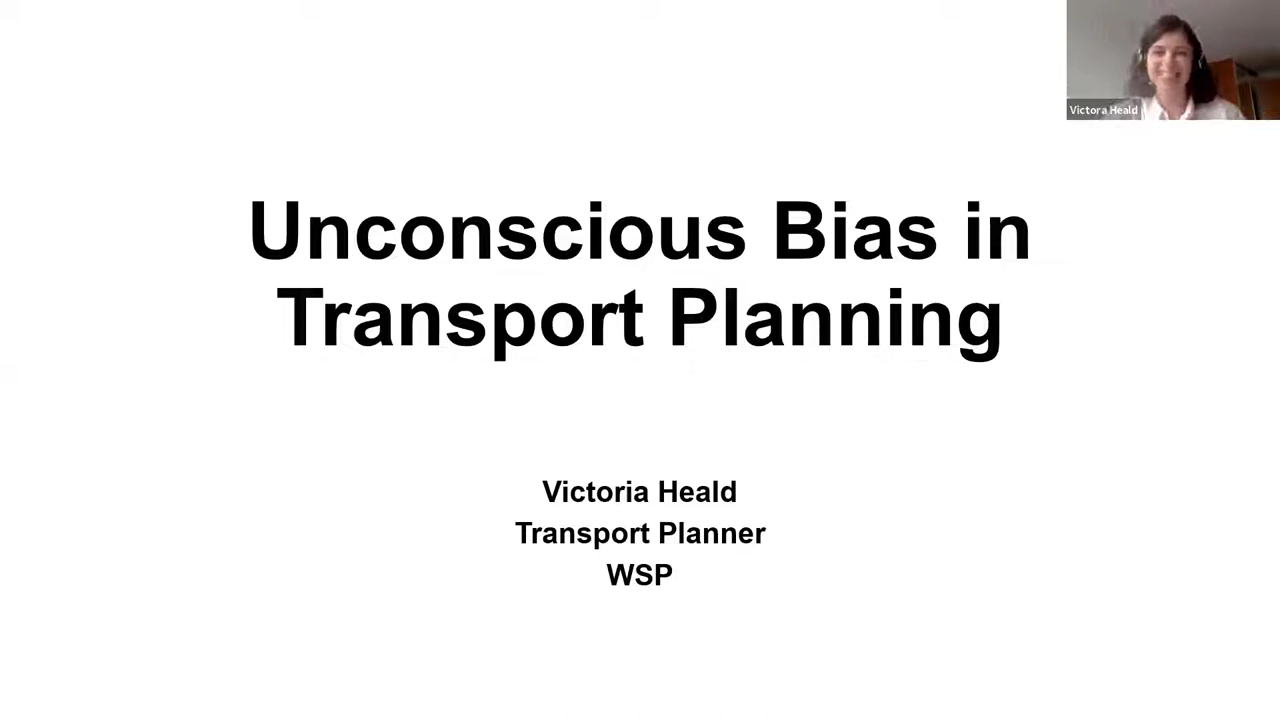 Victora Heald
Unconscious Bias in
Transport Planning
Victoria Heald
Transport Planner
WSP